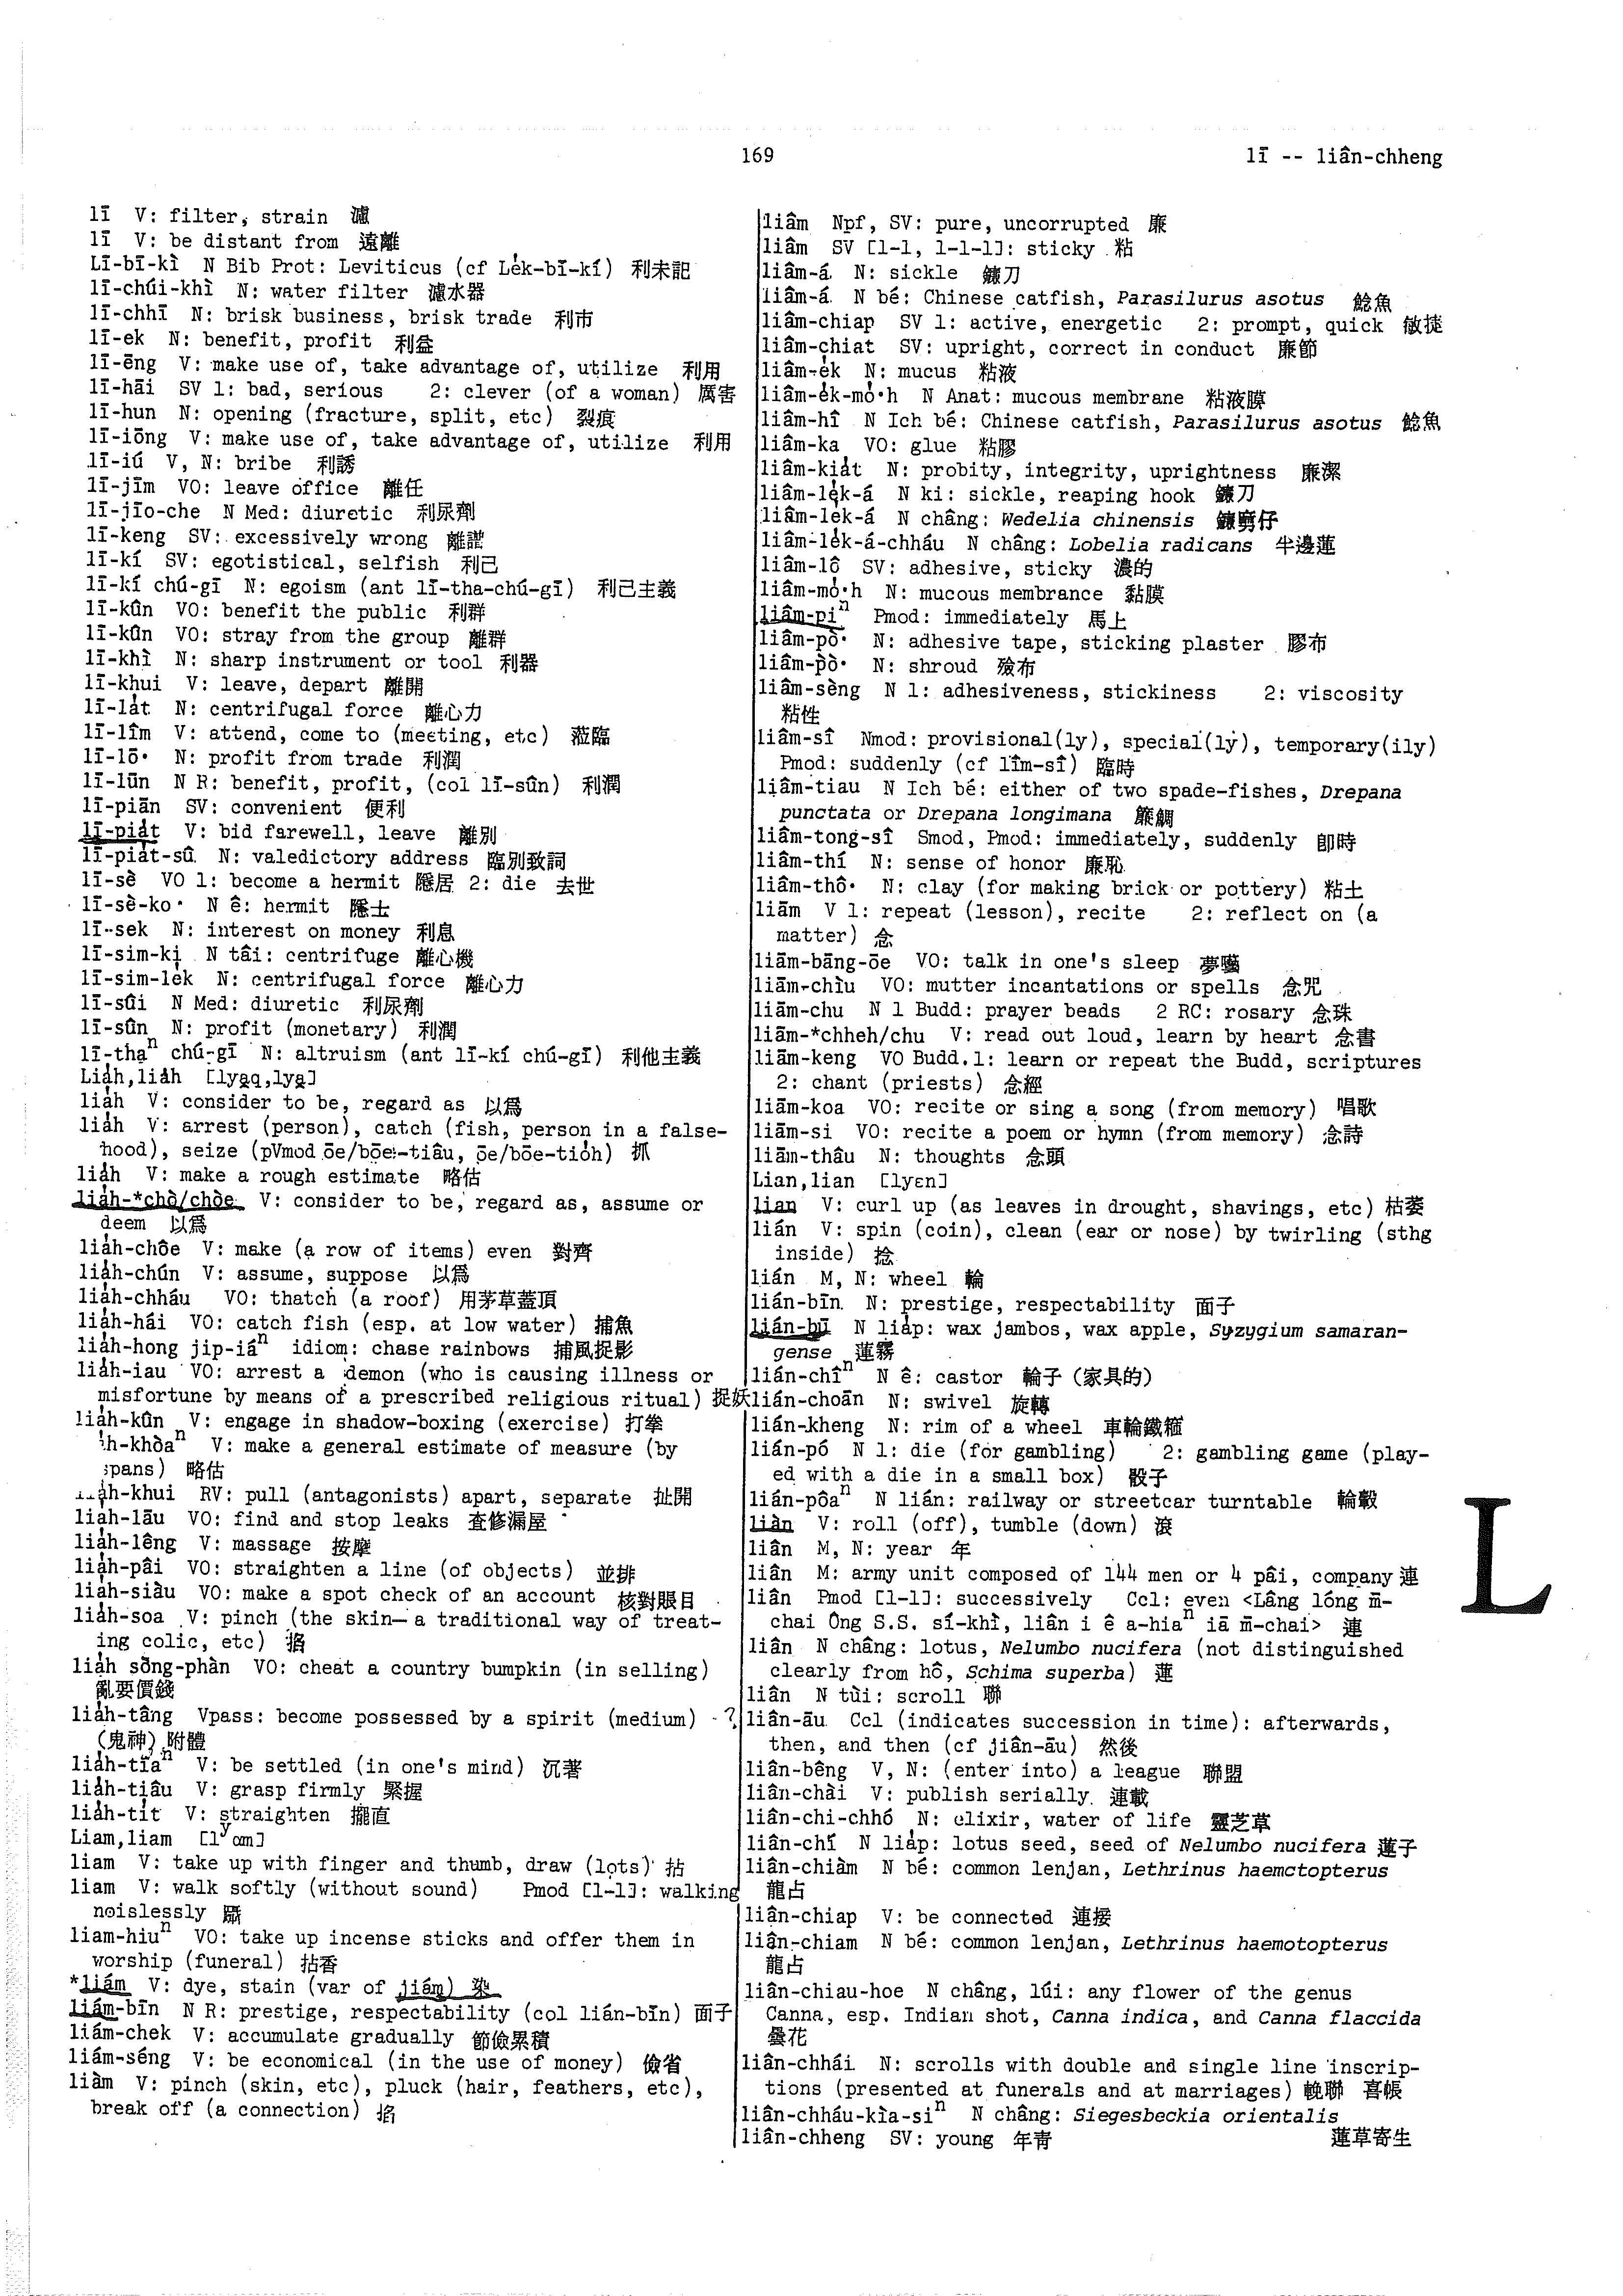 169
lī -- liân-chheng
lī V: filter, strain 濾
lī V: be distant from 遠離
Lī-bī-kì N Bib Prot: Leviticus (cf Le̍k-bī-kí) 利未記
lī-chúi-khì N: water filter 濾水器
lī-chhī N: brisk business, brisk trade 利市
lī-ek N: benefit, profit 利益
lī-ēng V: make use of, take advantage of, utilize 利用
lī-hāi SV 1: bad, serious 2: clever (of a woman) 厲害
lī-hun N: opening (fracture, split, etc) 裂痕
lī-iōng V: make use of, take advantage of, utilize 利用
lī-iú V, N: bribe 利誘
lī-jīm VO: leave office 離任
lī-jīo-che N Med: diuretic 利尿劑
lī-keng SV: excessively wrong 離譜
lī-kí SV: egotistical, selfish 利己
lī-kí chú-gī N: egoism (ant lī-tha-chú-gī) 利己主義
lī-kûn VO: benefit the public 利群
lī-kûn VO: stray from the group 離群
lī-khì N: sharp instrument or tool 利器
lī-khui V: leave, depart 離開
lī-la̍t N: centrifugal force 離心力
lī-lîm V: attend, come to (meeting, etc) 蒞臨
lī-lō· N: profit from trade 利潤
lī-lūn N R: benefit, profit, (col lī-sûn) 利潤
lī-piān SV: convenient 便利
lī-pia̍t V: bid farewell, leave 離別
lī-pia̍t-sû N: valedictory address 臨別致詞
lī-sè VO 1: become a hermit 隱居 2: die 去世
lī-sè-ko· N ê: hermit 隱士
lī-sek N: interest on money 利息
lī-sim-ki N tâi: centrifuge 離心機
lī-sim-le̍k N: centrifugal force 離心力
lī-sûi N Med: diuretic 利尿劑
lī-sûn N: profit (monetary) 利潤
lī-thaⁿ chú-gī N: altruism (ant lī-kí chú-gī) 利他主義
Lia̍h,lia̍h [lyaq,lya]
lia̍h V: consider to be, regard as 以為
lia̍h V: arrest (person), catch (fish, person in a false-
hood), seize (pVmod ōe/bōe-tiâu, ōe/bōe-tio̍h) 抓
lia̍h V: make a rough estimate 略估
lia̍h-*chò/chòe V: consider to be, regard as, assume or
deem 以為
lia̍h-chôe V: make (a row of items) even 對齊
lia̍h-chún V: assume, suppose 以為
lia̍h-chháu VO: thatch (a roof) 用茅草蓋頂
lia̍h-hái VO: catch fish (esp. at low water) 捕魚
lia̍h-hong jip-iáⁿ idiom: chase rainbows 捕風捉影
lia̍h-iau VO: arrest a demon (who is causing illness or
misfortune by means of a prescribed religious ritual) 捉妖
lia̍h-kûn V: engage in shadow-boxing (exercise) 打拳
h-khòaⁿ V: make a general estimate of measure (by
spans) 略估
ah-khui RV: pull (antagonists) apart, separate 扯開
lia̍h-lāu VO: find and stop leaks 查修漏屋
lia̍h-lêng V: massage 按摩
lia̍h-pâi VO: straighten a line (of objects) 並排
lia̍h-siàu VO: make a spot check of an account 核對賬目
lia̍h-soa V: pinch (the skin—a traditional way of treat-
ing colic, etc) 掐
lia̍h sông-phàn VO: cheat a country bumpkin (in selling)
亂要價錢
lia̍h-tâng Vpass: become possessed by a spirit (medium) - ?
(鬼神)附體
lia̍h-tīaⁿ V: be settled (in one's mind) 沉著
lia̍h-tiâu V: grasp firmly 緊握
lia̍h-ti̍t V: straighten 擺直
Liam,liam [lʸɑm]
liam V: take up with finger and thumb, draw (lots) 拈
liam V: walk softly (without sound) Pmod [1-1]: walking
noislessly 躡
liam-hiuⁿ VO: take up incense sticks and offer them in
worship (funeral) 拈香
*liám V: dye, stain (var of jiám) 染
liám-bīn N R: prestige, respectability (col lián-bīn) 面子
liám-chek V: accumulate gradually 節儉累積
liám-séng V: be economical (in the use of money) 儉省
liàm V: pinch (skin, etc), pluck (hair, feathers, etc),
break off (a connection) 掐
liâm Npf, SV: pure, uncorrupted 廉
liâm SV [1-1, 1-1-1]: sticky 粘
liâm-á N: sickle 鐮刀
liâm-á N bé: Chinese catfish, Parasilurus asotus 鯰魚
liâm-chiap SV 1: active, energetic 2: prompt, quick 敏捷
liâm-chiat SV: upright, correct in conduct 廉節
liâm-e̍k N: mucus 粘液
liâm-e̍k-mo̍·h N Anat: mucous membrane 粘液膜
liâm-hî N Ich bé: Chinese catfish, Parasilurus asotus 鯰魚
liâm-ka VO: glue 粘膠
liâm-kiat N: probity, integrity, uprightness 廉潔
liâm-le̍k-á N ki: sickle, reaping hook 鐮刀
liâm-le̍k-á N châng: Wedelia chinensis 鐮𠠝仔
liâm-le̍k-á-chháu N châng: Lobelia radicans 半邊蓮
liâm-lô SV: adhesive, sticky 濃的
liâm-mo̍·h N: mucous membrance 黏膜
liâm-piⁿ Pmod: immediately 馬上
liâm-pò· N: adhesive tape, sticking plaster 膠布
liâm-pò· N: shroud 殮布
liâm-sèng N 1: adhesiveness, stickiness 2: viscosity
粘性
liâm-sî Nmod: provisional(ly), special(ly), temporary(ily)
Pmod: suddenly (cf lîm-sî) 臨時
liâm-tiau N Ich bé: either of two spade-fishes, Drepana
punctata or Drepana longimana 簾鯛
liâm-tong-sî Smod, Pmod: immediately, suddenly 卽時
liâm-thí N: sense of honor 廉恥
liâm-thô· N: clay (for making brick or pottery) 粘土
liām V 1: repeat (lesson), recite 2: reflect on (a
matter) 念
liām-bāng-ōe VO: talk in one's sleep 夢囈
liām-chìu VO: mutter incantations or spells 念咒
liām-chu N 1 Budd: prayer beads 2 RC: rosary 念珠
liām-*chheh/chu V: read out loud, learn by heart 念書
liām-keng VO Budd.1: learn or repeat the Budd, scriptures
2: chant (priests) 念經
liām-koa VO: recite or sing a song (from memory) 唱歌
liām-si VO: recite a poem or hymn (from memory) 念詩
liām-thâu N: thoughts 念頭
Lian,lian [lyɛn]
lian V: curl up (as leaves in drought, shavings, etc) 枯萎
lián V: spin (coin), clean (ear or nose) by twirling (sthg
inside) 捻
lián M, N: wheel 輪
lián-bīn N: prestige, respectability 面子
lián-bū N lia̍p: wax jambos, wax apple, Syzygium samaran-
gense 蓮霧
lián-chîⁿ N ê: castor 輪子(家具的)
lián-choān N: swivel 旋轉
lián-kheng N: rim of a wheel 車輪鐵箍
lián-pó N 1: die (for gambling) 2: gambling game (play-
ed with a die in a small box) 骰子
lián-pôaⁿ N lián: railway or streetcar turntable 輪轂
liàn V: roll (off), tumble (down) 滾
liân M, N: year 年
liân M: army unit composed of 144 men or 4 pâi, company 連
liân Pmod [1-1]: successively Ccl: even <Lâng lóng m̄-
chai Ông S.S. sí-khì, liân i ê a-hiaⁿ iā m̄-chai> 連
liân N châng: lotus, Nelumbo nucifera (not distinguished
clearly from hô, Schima superba) 蓮
liân N tùi: scroll 聯
liân-āu Ccl (indicates succession in time): afterwards,
then, and then (cf jiân-āu) 然後
liân-bêng V, N: (enter into) a league 聯盟
liân-chài V: publish serially 連載
liân-chi-chhó N: elixir, water of life 靈芝草
liân-chí N lia̍p: lotus seed, seed of Nelumbo nucifera 蓮子
liân-chiàm N bé: common lenjan, Lethrinus haemctopterus
龍占
liân-chiap V: be connected 連接
liân-chiam N bé: common lenjan, Lethrinus haemotopterus
龍占
liân-chiau-hoe N châng, lúi: any flower of the genus
Canna, esp. Indian shot, Canna indica, and Canna flaccida
曇花
liân-chhái N: scrolls with double and single line inscrip-
tions (presented at funerals and at marriages) 輓聯 喜帳
liân-chháu-kìa-siⁿ N châng: Siegesbeckia orientalis
liân-chheng SV: young 年青 蓮草寄生
L